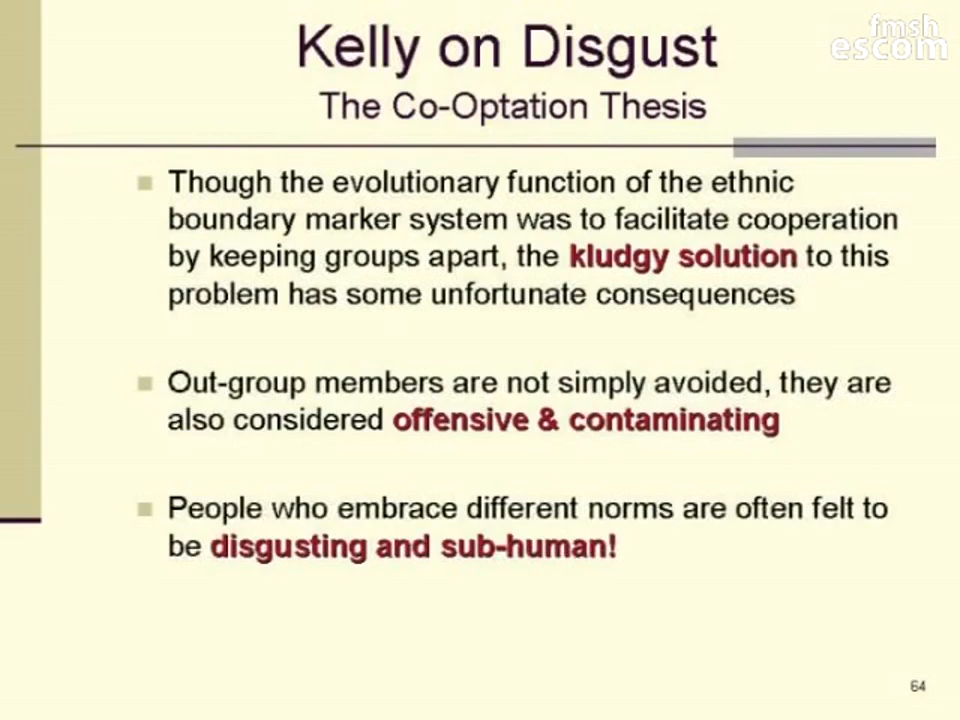 fmsh
escom
Kelly on Disgust
The Co-Optation Thesis
Though the evolutionary function of the ethnic
boundary marker system was to facilitate cooperation
by keeping groups apart, the kludgy solution to this
problem has some unfortunate consequences
Out-group members are not simply avoided, they are
also considered offensive & contaminating
People who embrace different norms are often felt to
be disgusting and sub-human!
64